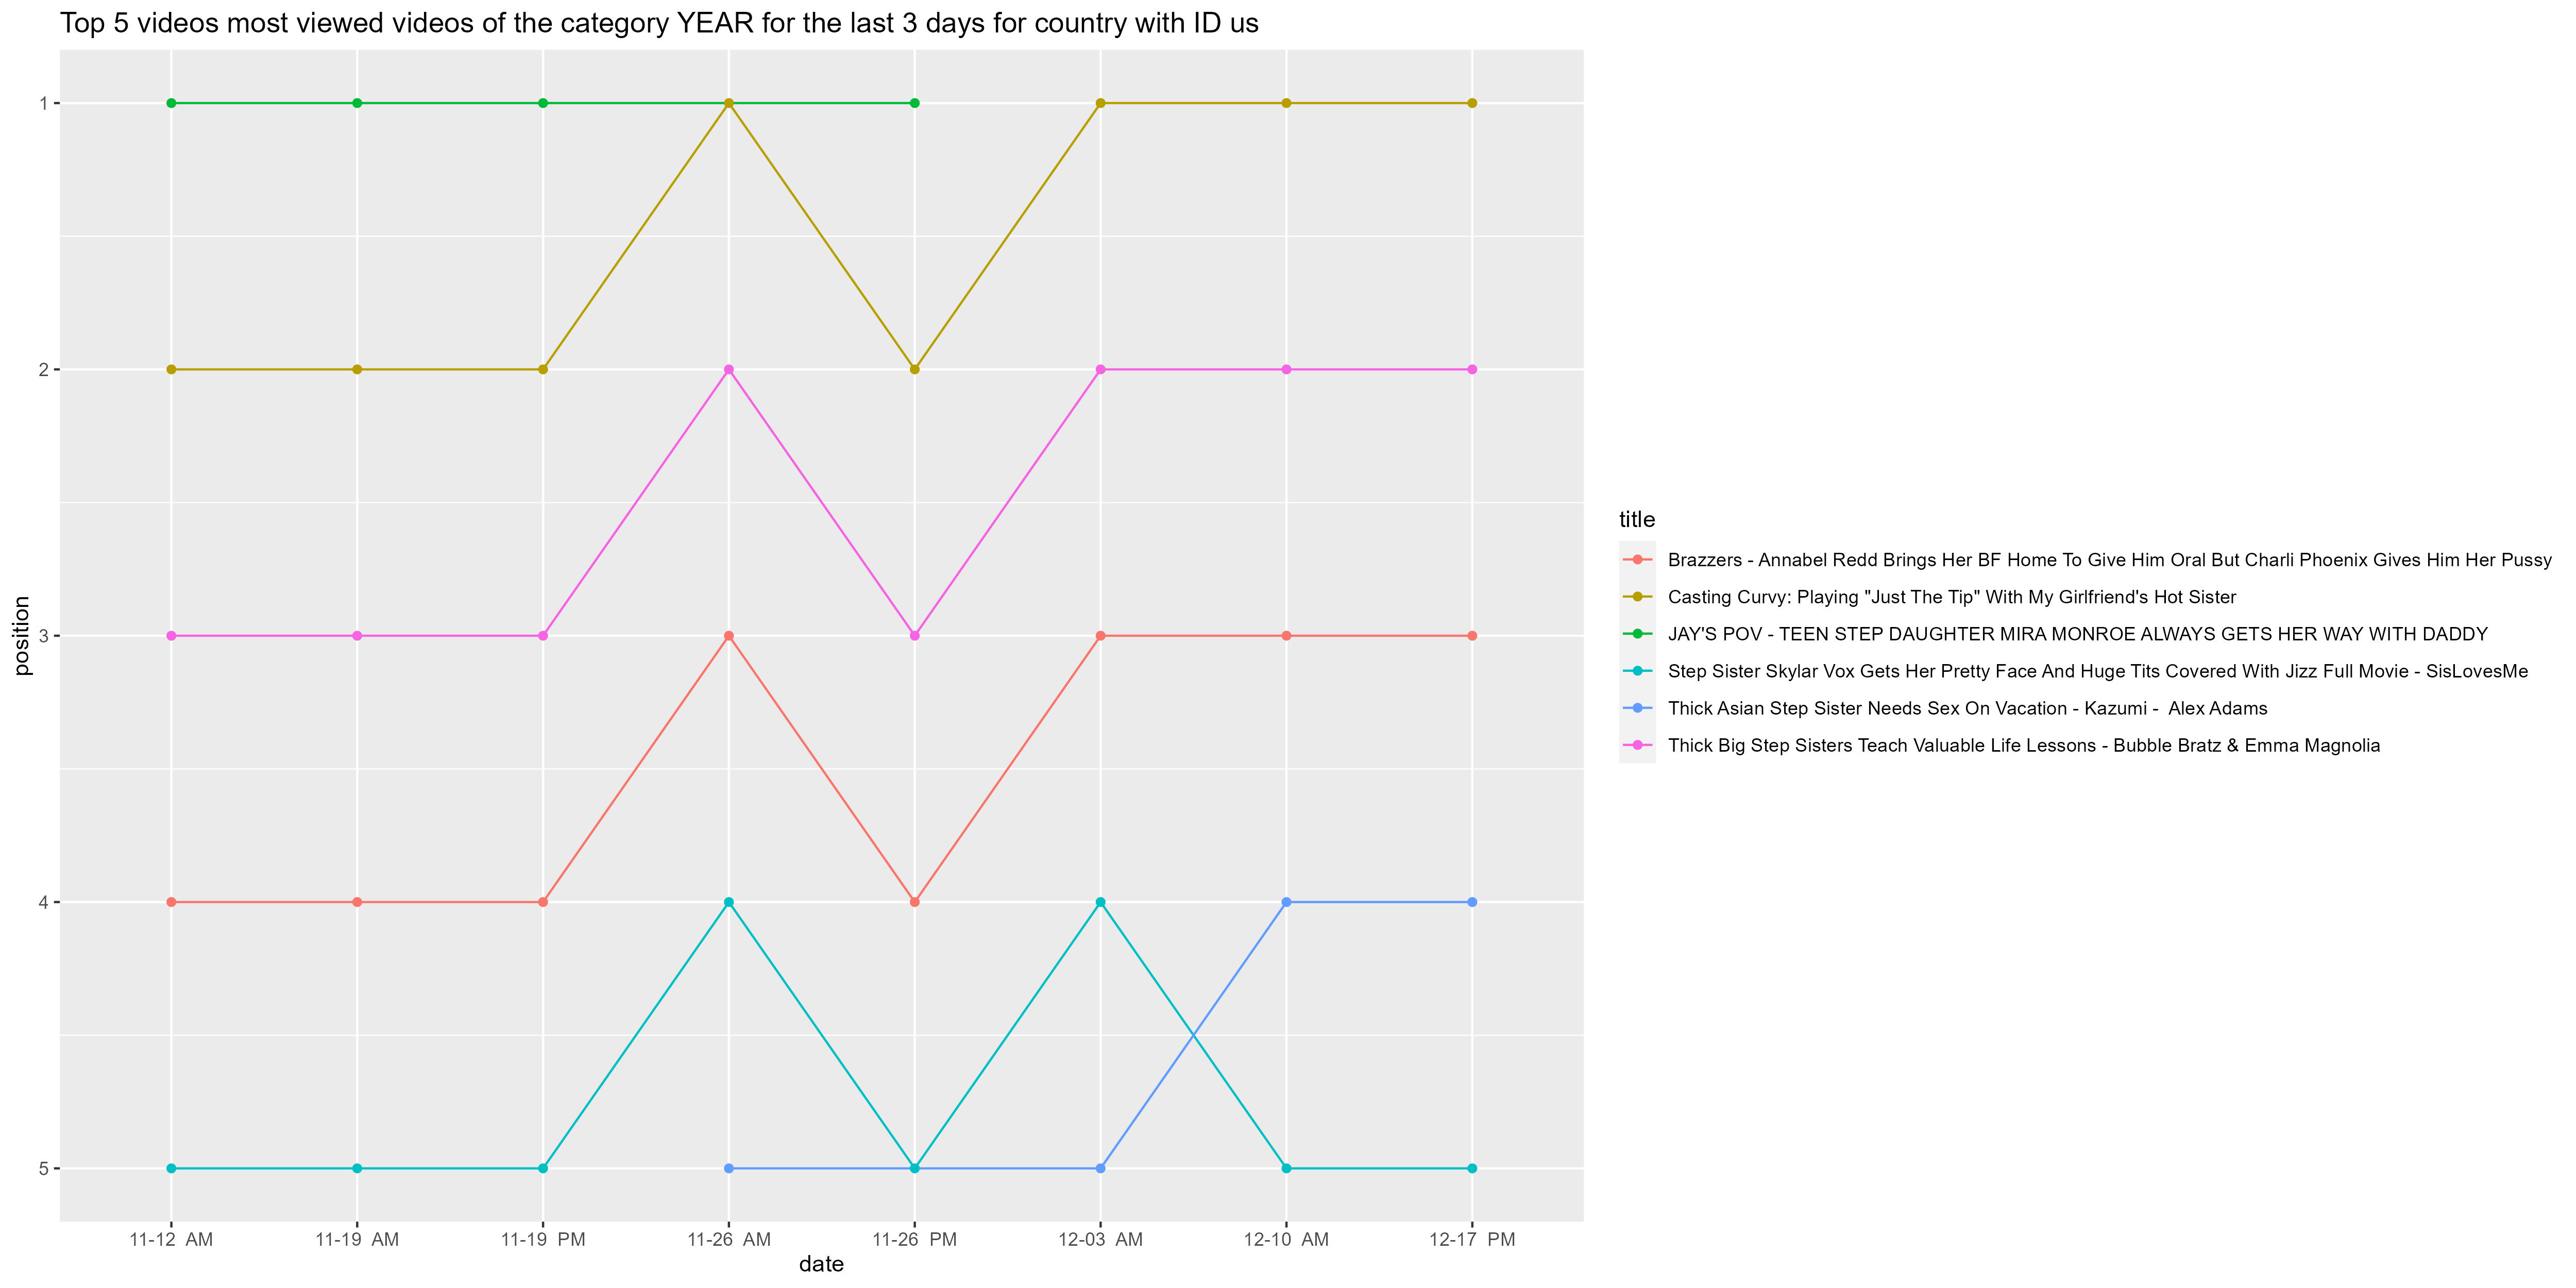 Top 5 videos most viewed videos of the category YEAR for the last 3 days for country with ID us
position
1
2
3
4
5
11-12  AM
11-19  AM
11-19  PM
11-26  AM
11-26  PM
12-03  AM
12-10  AM
12-17  PM
date
title
Brazzers - Annabel Redd Brings Her BF Home To Give Him Oral But Charli Phoenix Gives Him Her Pussy
Casting Curvy: Playing "Just The Tip" With My Girlfriend's Hot Sister
JAY'S POV - TEEN STEP DAUGHTER MIRA MONROE ALWAYS GETS HER WAY WITH DADDY
Step Sister Skylar Vox Gets Her Pretty Face And Huge Tits Covered With Jizz Full Movie - SisLovesMe
Thick Asian Step Sister Needs Sex On Vacation - Kazumi -  Alex Adams
Thick Big Step Sisters Teach Valuable Life Lessons - Bubble Bratz & Emma Magnolia